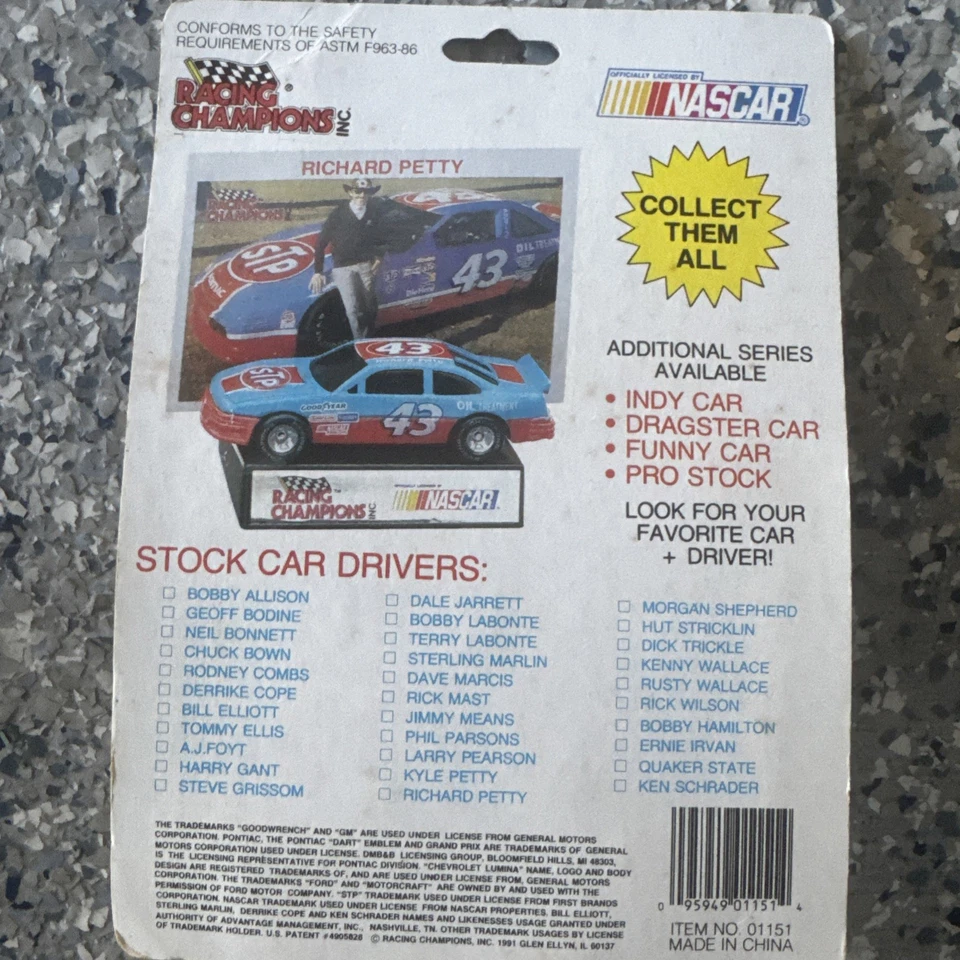 CONFORMS TO THE SAFETY
REQUIREMENTS OF ASTM F963-86
RACING
CHAMPIONS INC.
OFFICIALLY LICENSED BY
NASCAR
RICHARD PETTY
RACING
CHAMPIONS
STP
43
OIL
43
STP
GOODYEAR
43
OIL TREATMENT
RACING
CHAMPIONS INC.
NASCAR
COLLECT
THEM
ALL
ADDITIONAL SERIES
AVAILABLE
• INDY CAR
• DRAGSTER CAR
• FUNNY CAR
• PRO STOCK
LOOK FOR YOUR
FAVORITE CAR
+ DRIVER!
STOCK CAR DRIVERS:
☐ BOBBY ALLISON
☐ GEOFF BODINE
☐ NEIL BONNETT
☐ CHUCK BOWN
☐ RODNEY COMBS
☐ DERRIKE COPE
☐ BILL ELLIOTT
☐ TOMMY ELLIS
☐ A.J.FOYT
☐ HARRY GANT
☐ STEVE GRISSOM
☐ DALE JARRETT
☐ BOBBY LABONTE
☐ TERRY LABONTE
☐ STERLING MARLIN
☐ DAVE MARCIS
☐ RICK MAST
☐ JIMMY MEANS
☐ PHIL PARSONS
☐ LARRY PEARSON
☐ KYLE PETTY
☐ RICHARD PETTY
☐ MORGAN SHEPHERD
☐ HUT STRICKLIN
☐ DICK TRICKLE
☐ KENNY WALLACE
☐ RUSTY WALLACE
☐ RICK WILSON
☐ BOBBY HAMILTON
☐ ERNIE IRVAN
☐ QUAKER STATE
☐ KEN SCHRADER
THE TRADEMARKS "GOODWRENCH" AND "GM" ARE USED UNDER LICENSE FROM GENERAL MOTORS
CORPORATION. PONTIAC, THE PONTIAC "DART" EMBLEM AND GRAND PRIX ARE TRADEMARKS OF GENERAL
MOTORS CORPORATION USED UNDER LICENSE. DMB&B LICENSING GROUP, BLOOMFIELD HILLS, MI 48303,
IS THE LICENSING REPRESENTATIVE FOR PONTIAC DIVISION. "CHEVROLET LUMINA" NAME, LOGO AND BODY
DESIGN ARE REGISTERED TRADEMARKS OF, AND ARE USED UNDER LICENSE FROM, GENERAL MOTORS
CORPORATION. THE TRADEMARKS "FORD" AND "MOTORCRAFT" ARE OWNED BY AND USED WITH THE
PERMISSION OF FORD MOTOR COMPANY. "STP" TRADEMARK USED UNDER LICENSE FROM FIRST BRANDS
CORPORATION. NASCAR TRADEMARK USED UNDER LICENSE FROM NASCAR PROPERTIES. BILL ELLIOTT,
STERLING MARLIN, DERRIKE COPE AND KEN SCHRADER NAMES AND LIKENESSES USAGE GRANTED UNDER
AUTHORITY OF ADVANTAGE MANAGEMENT, INC., NASHVILLE, TN. OTHER TRADEMARK USAGES BY LICENSE
OF TRADEMARK HOLDER. U.S. PATENT #4905828 © RACING CHAMPIONS, INC. 1991 GLEN ELLYN, IL 60137
0 95949 01151 4
ITEM NO. 01151
MADE IN CHINA